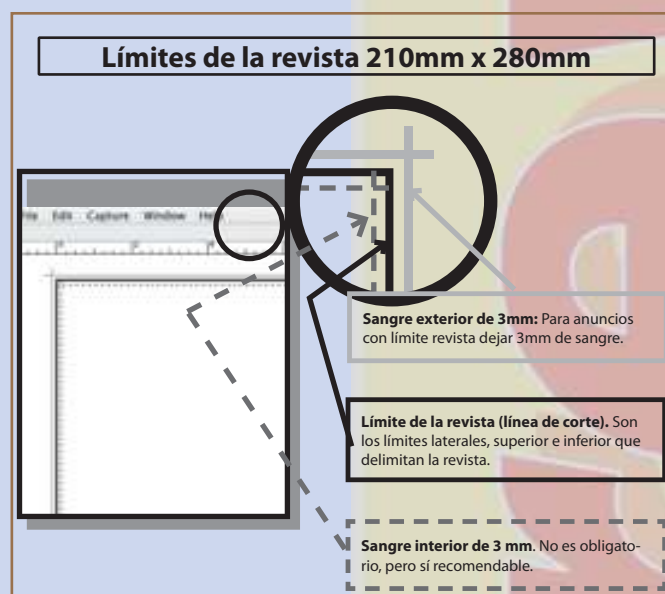 Límites de la revista 210mm x 280mm
File Edit Capture Window Help
Sangre exterior de 3mm: Para anuncios
con límite revista dejar 3mm de sangre.
Límite de la revista (línea de corte). Son
los límites laterales, superior e inferior que
delimitan la revista.
Sangre interior de 3 mm. No es obligato-
rio, pero sí recomendable.